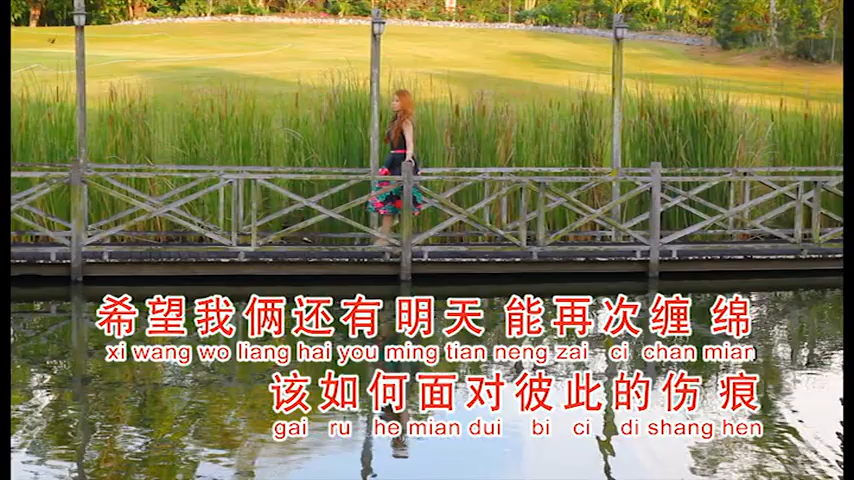 希望我俩还有 明天 能再次缠 绵
xi wang wo liang hai you ming tian neng zai ci chan mian
该如何面对彼此的伤 痕
gai ru he mian dui bi ci di shang hen